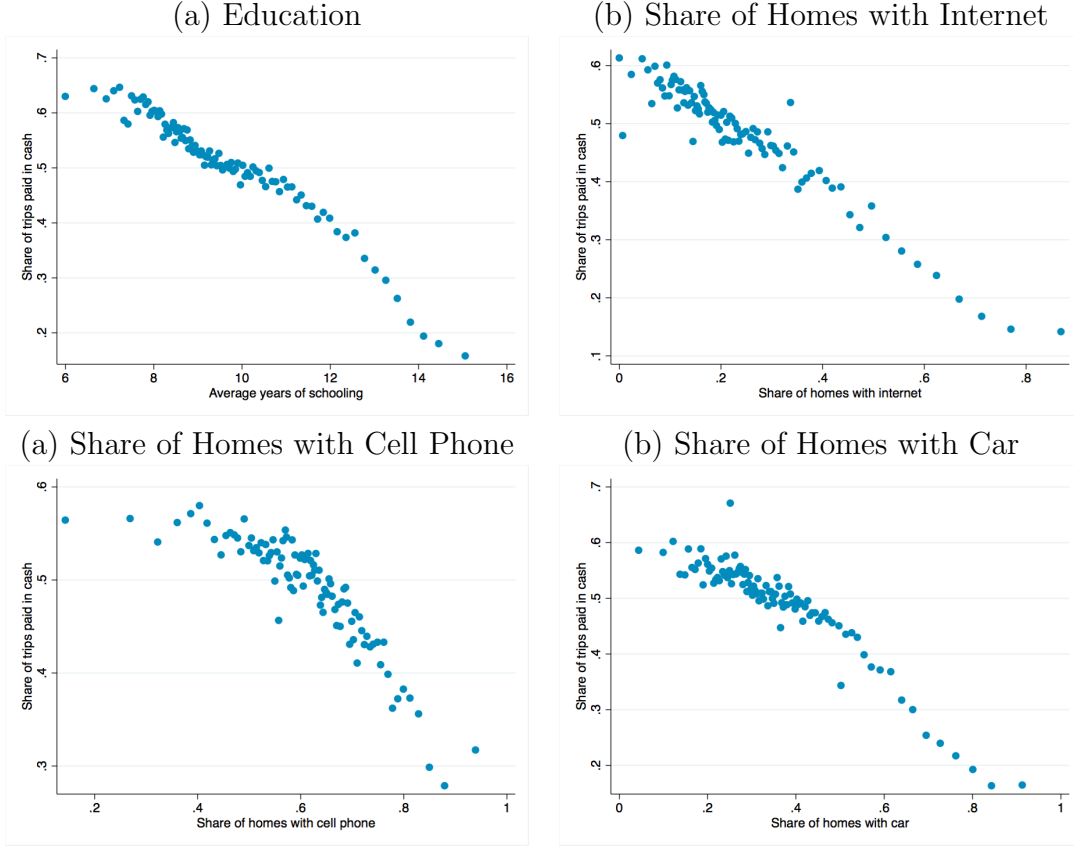 (a) Education
.7
.6
.5
.4
.3
.2
Share of trips paid in cash
6 8 10 12 14 16
Average years of schooling
(b) Share of Homes with Internet
.6
.5
.4
.3
.2
.1
Share of trips paid in cash
0 .2 .4 .6 .8
Share of homes with internet
(a) Share of Homes with Cell Phone
.6
.5
.4
.3
Share of trips paid in cash
.2 .4 .6 .8 1
Share of homes with cell phone
(b) Share of Homes with Car
.7
.6
.5
.4
.3
.2
Share of trips paid in cash
0 .2 .4 .6 .8 1
Share of homes with car